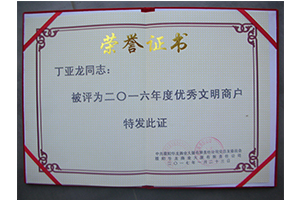 荣誉证书
丁亚龙同志：
被评为二〇一六年度优秀文明商户
特发此证